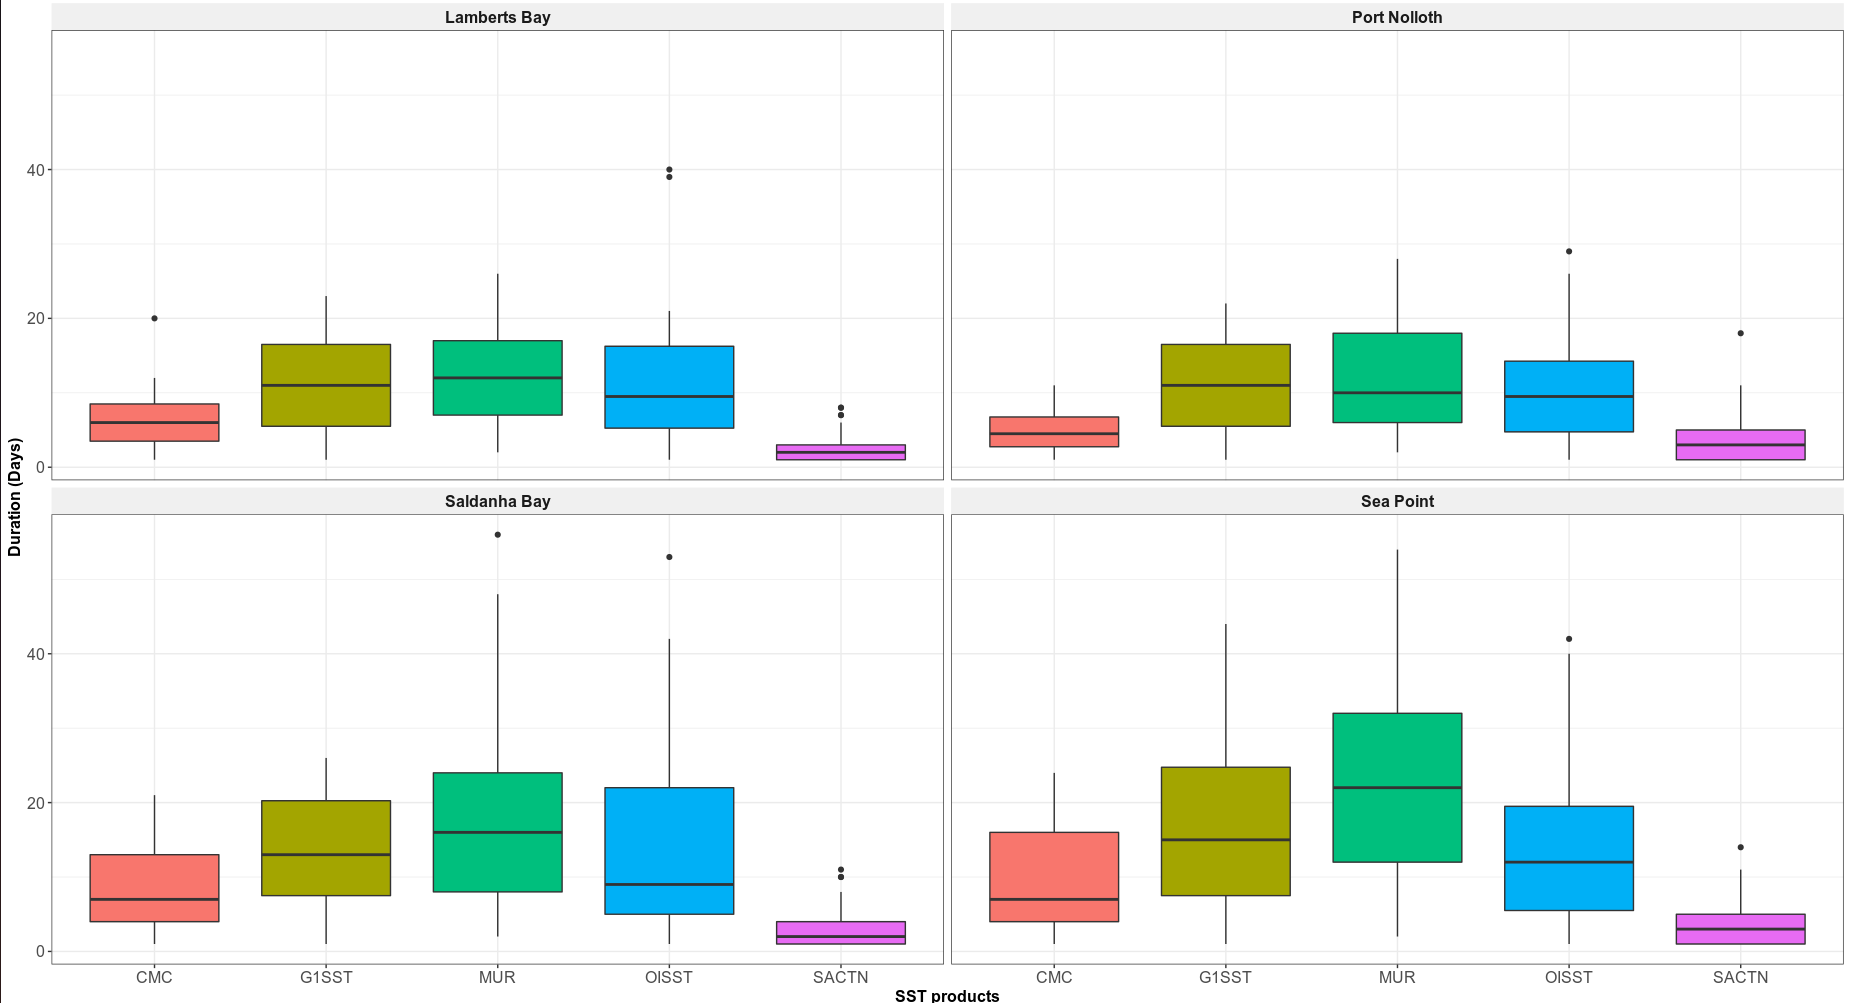 Lamberts Bay
Port Nolloth
40
20
0
Saldanha Bay
Sea Point
40
20
0
Duration (Days)
CMC G1SST MUR OISST SACTN
CMC G1SST MUR OISST SACTN
SST products